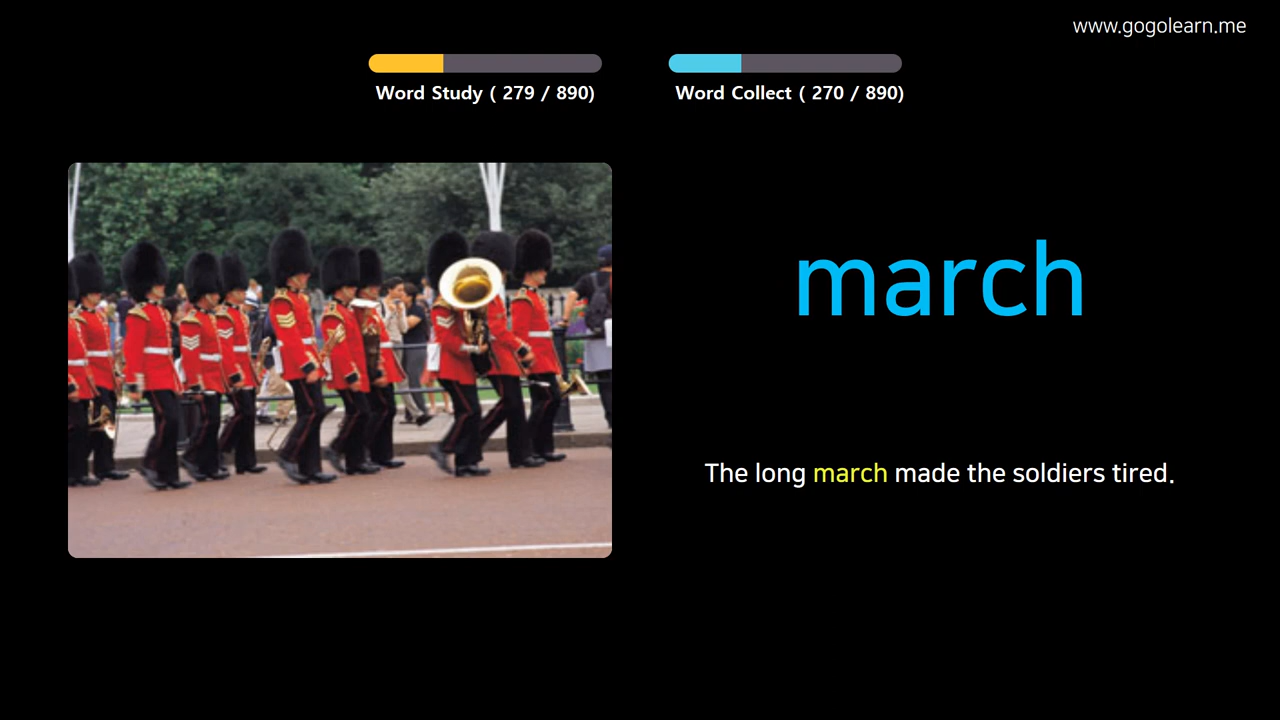 www.gogolearn.me
Word Study ( 279 / 890)
Word Collect ( 270 / 890)
march
The long march made the soldiers tired.